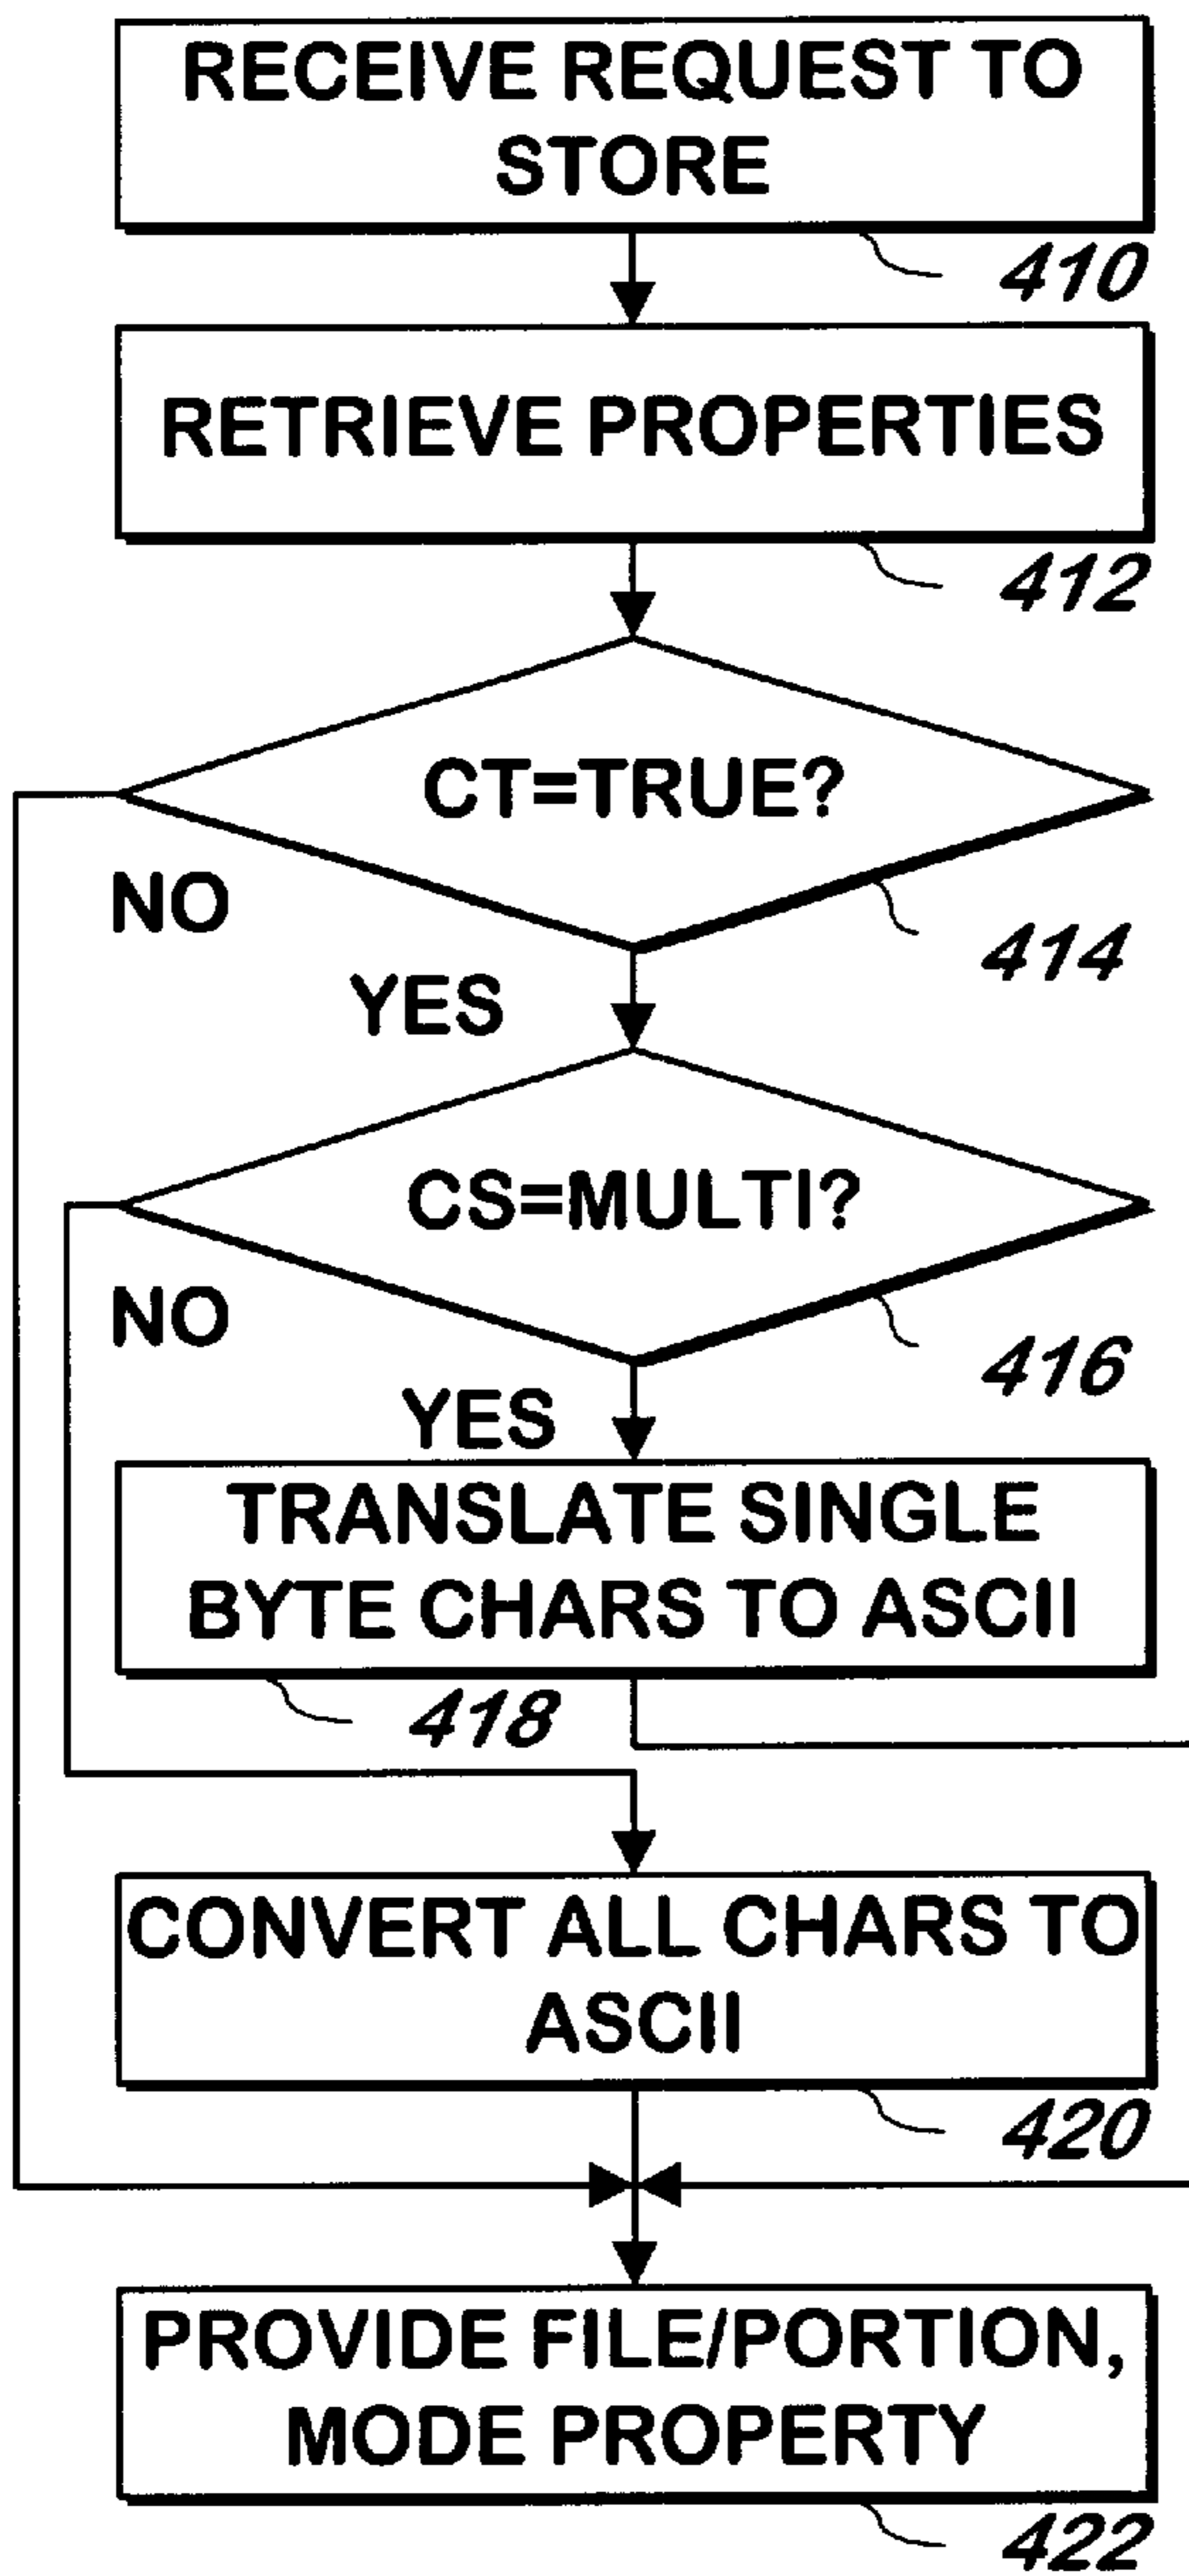 RECEIVE REQUEST TO
STORE
410
RETRIEVE PROPERTIES
412
CT=TRUE?
NO
414
YES
CS=MULTI?
NO
416
YES
TRANSLATE SINGLE
BYTE CHARS TO ASCII
418
CONVERT ALL CHARS TO
ASCII
420
PROVIDE FILE/PORTION,
MODE PROPERTY
422